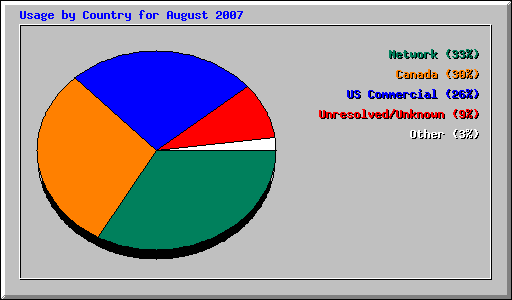 Usage by Country for August 2007
Network (33%)
Canada (30%)
US Commercial (26%)
Unresolved/Unknown (9%)
Other (3%)